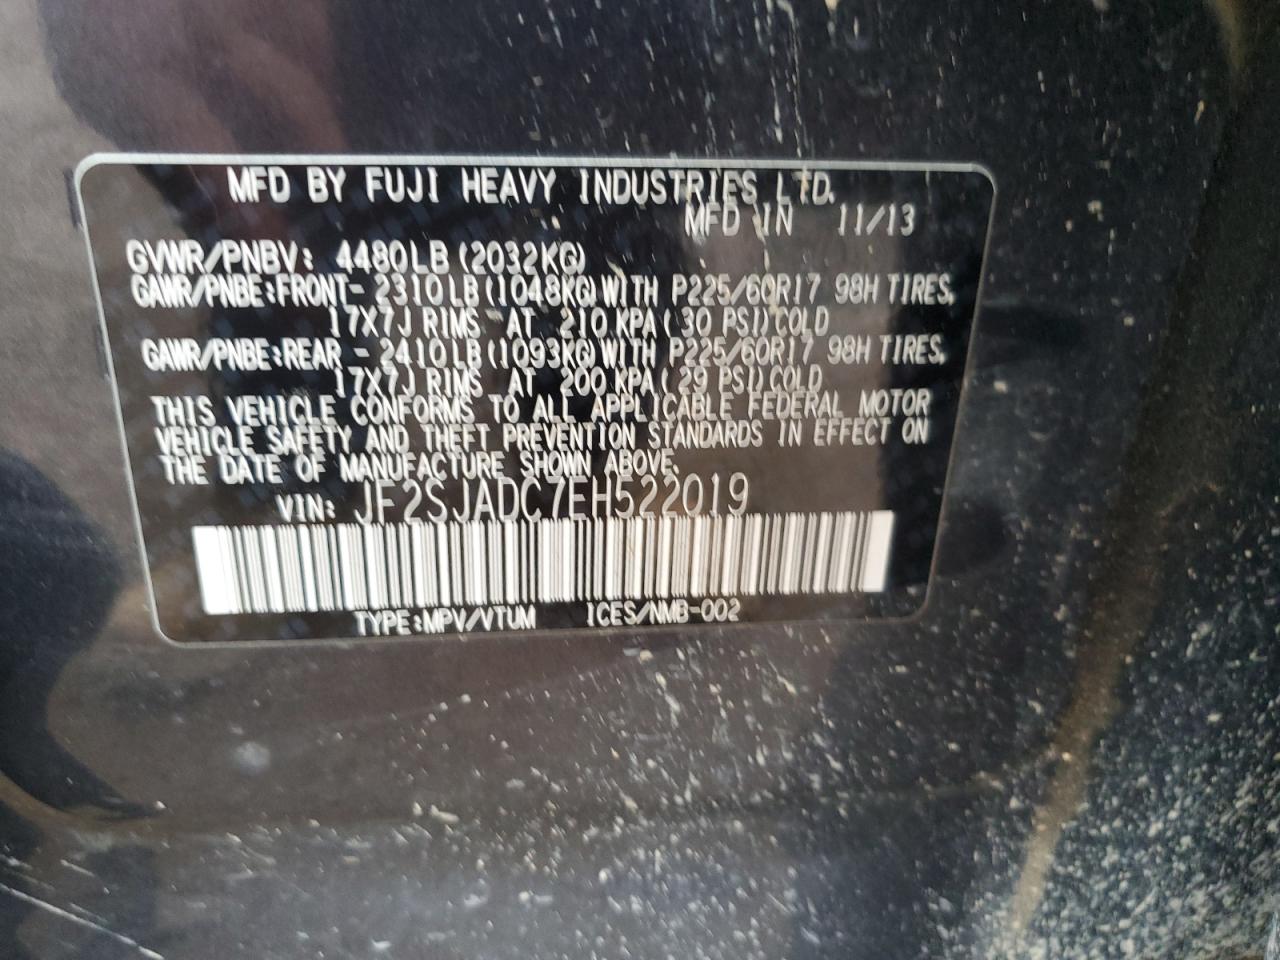 MFD BY FUJI HEAVY INDUSTRIES LTD.
MFD IN 11/13
GVWR/PNBV: 4480LB (2032KG)
GAWR/PNBE:FRONT- 2310LB (1048KG) WITH P225/60R17 98H TIRES,
17X7J RIMS AT 210 KPA ( 30 PSI) COLD
GAWR/PNBE:REAR - 2410LB (1093KG) WITH P225/60R17 98H TIRES,
17X7J RIMS AT 200 KPA ( 29 PSI) COLD
THIS VEHICLE CONFORMS TO ALL APPLICABLE FEDERAL MOTOR
VEHICLE SAFETY AND THEFT PREVENTION STANDARDS IN EFFECT ON
THE DATE OF MANUFACTURE SHOWN ABOVE.
VIN: JF2SJADC7EH522019
TYPE:MPV/VTUM ICES/NMB-002